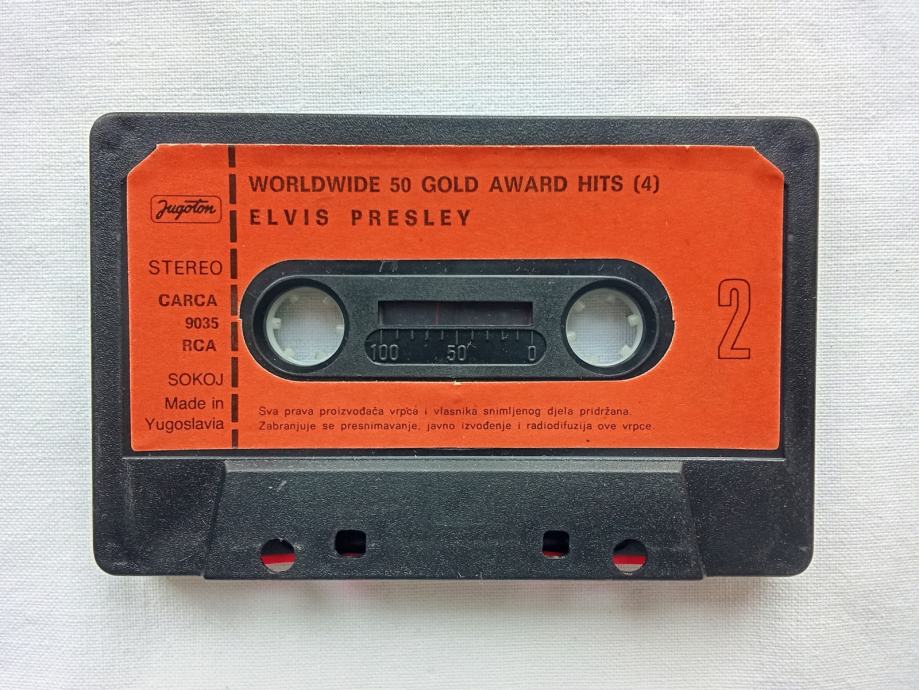 WORLDWIDE 50 GOLD AWARD HITS (4)
Jugoton
ELVIS PRESLEY
STEREO
CARCA
9035
RCA
2
100 50 0
SOKOJ
Made in
Yugoslavia
Sva prava proizvođača vrpca i vlasnika snimljenog djela pridržana.
Zabranjuje se presnimavanje, javno izvođenje i radiodifuzija ove vrpce.